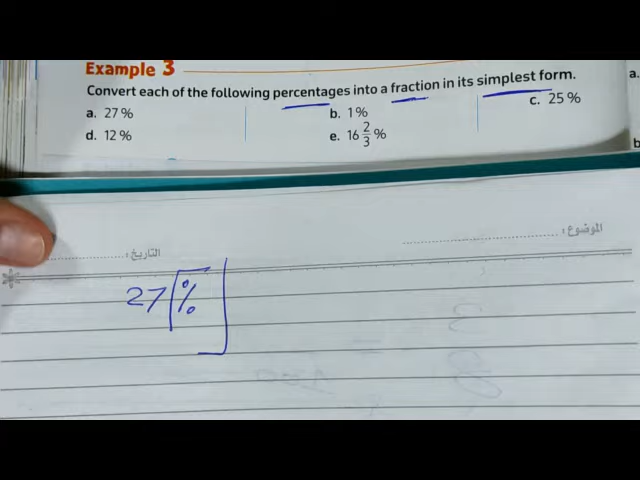 Example 3
Convert each of the following percentages into a fraction in its simplest form.
a. 27% b. 1% c. 25%
d. 12% e. 16 2/3 %
a.
b
الموضوع : التاريخ :
27%